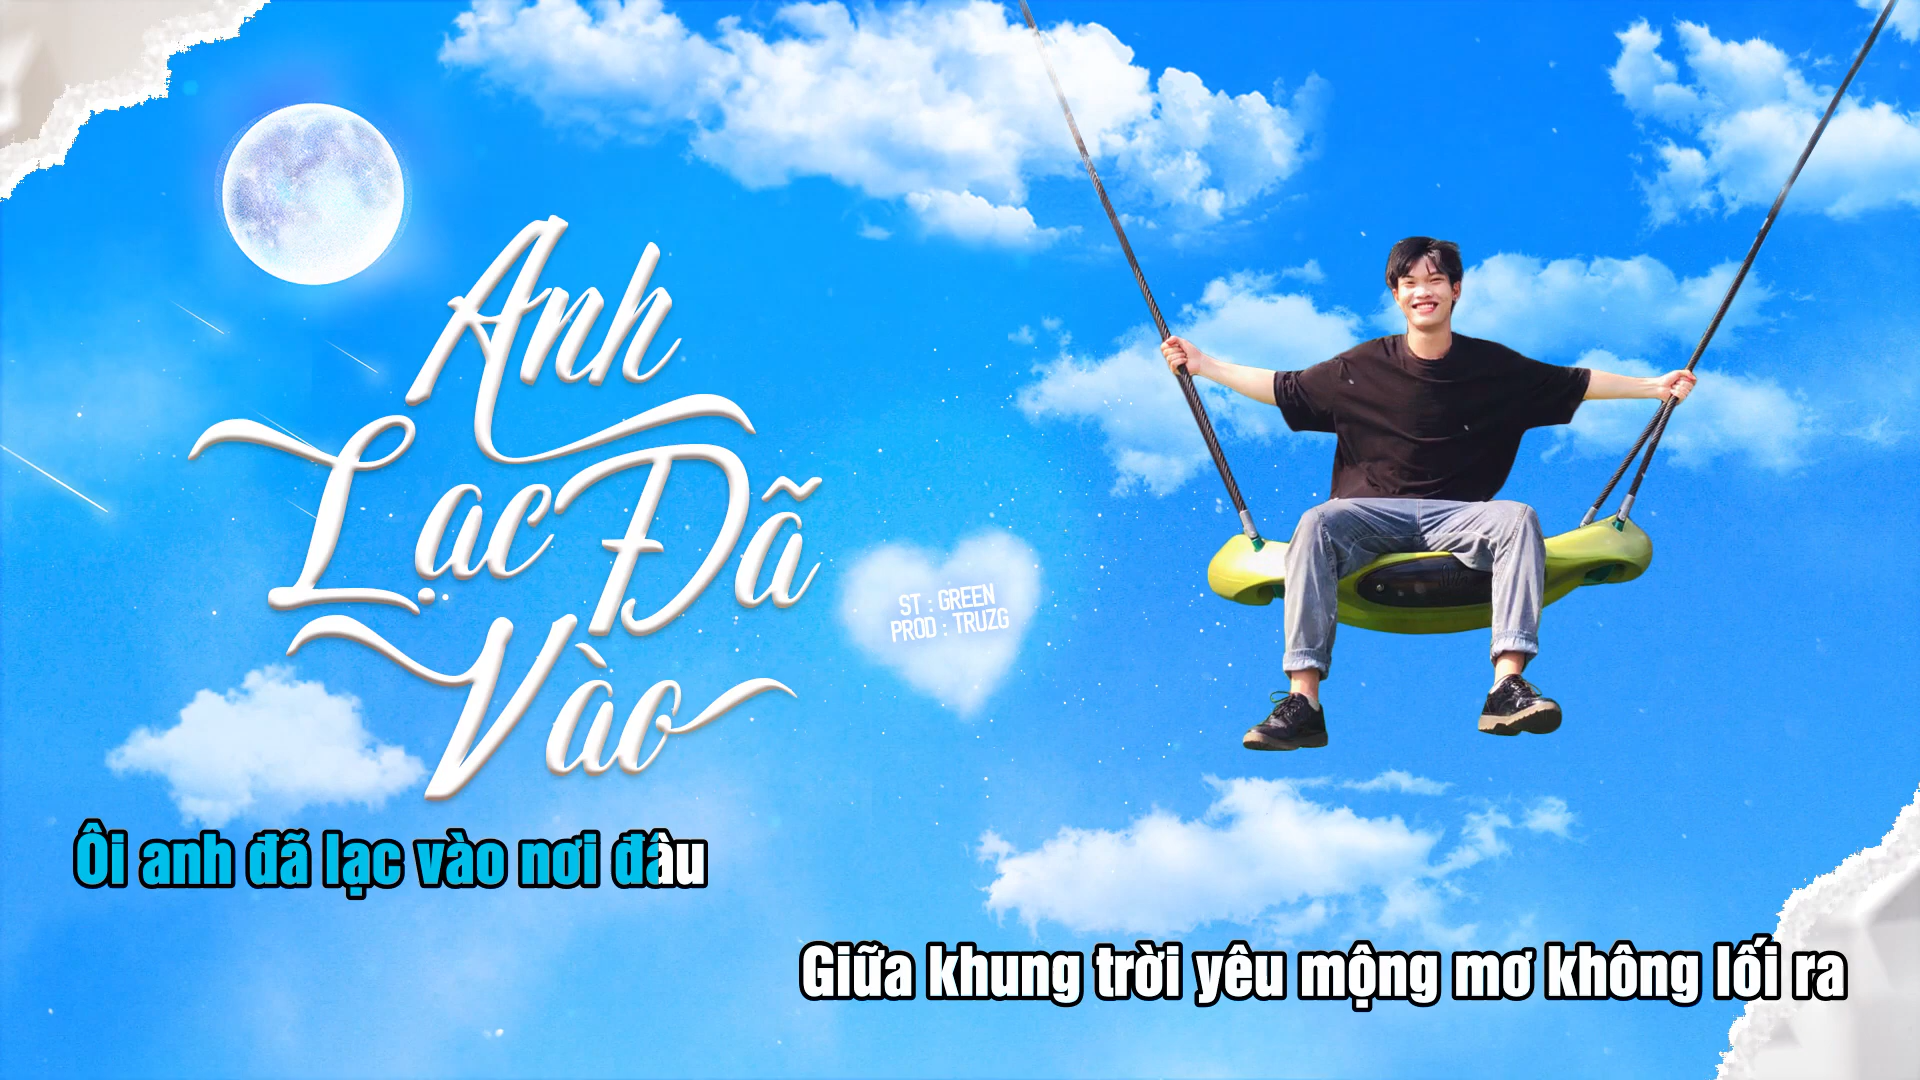 Anh
Lạc Đã
Vào
ST : GREEN
PROD : TRUZG
Ôi anh đã lạc vào nơi đâu
Giữa khung trời yêu mộng mơ không lối ra